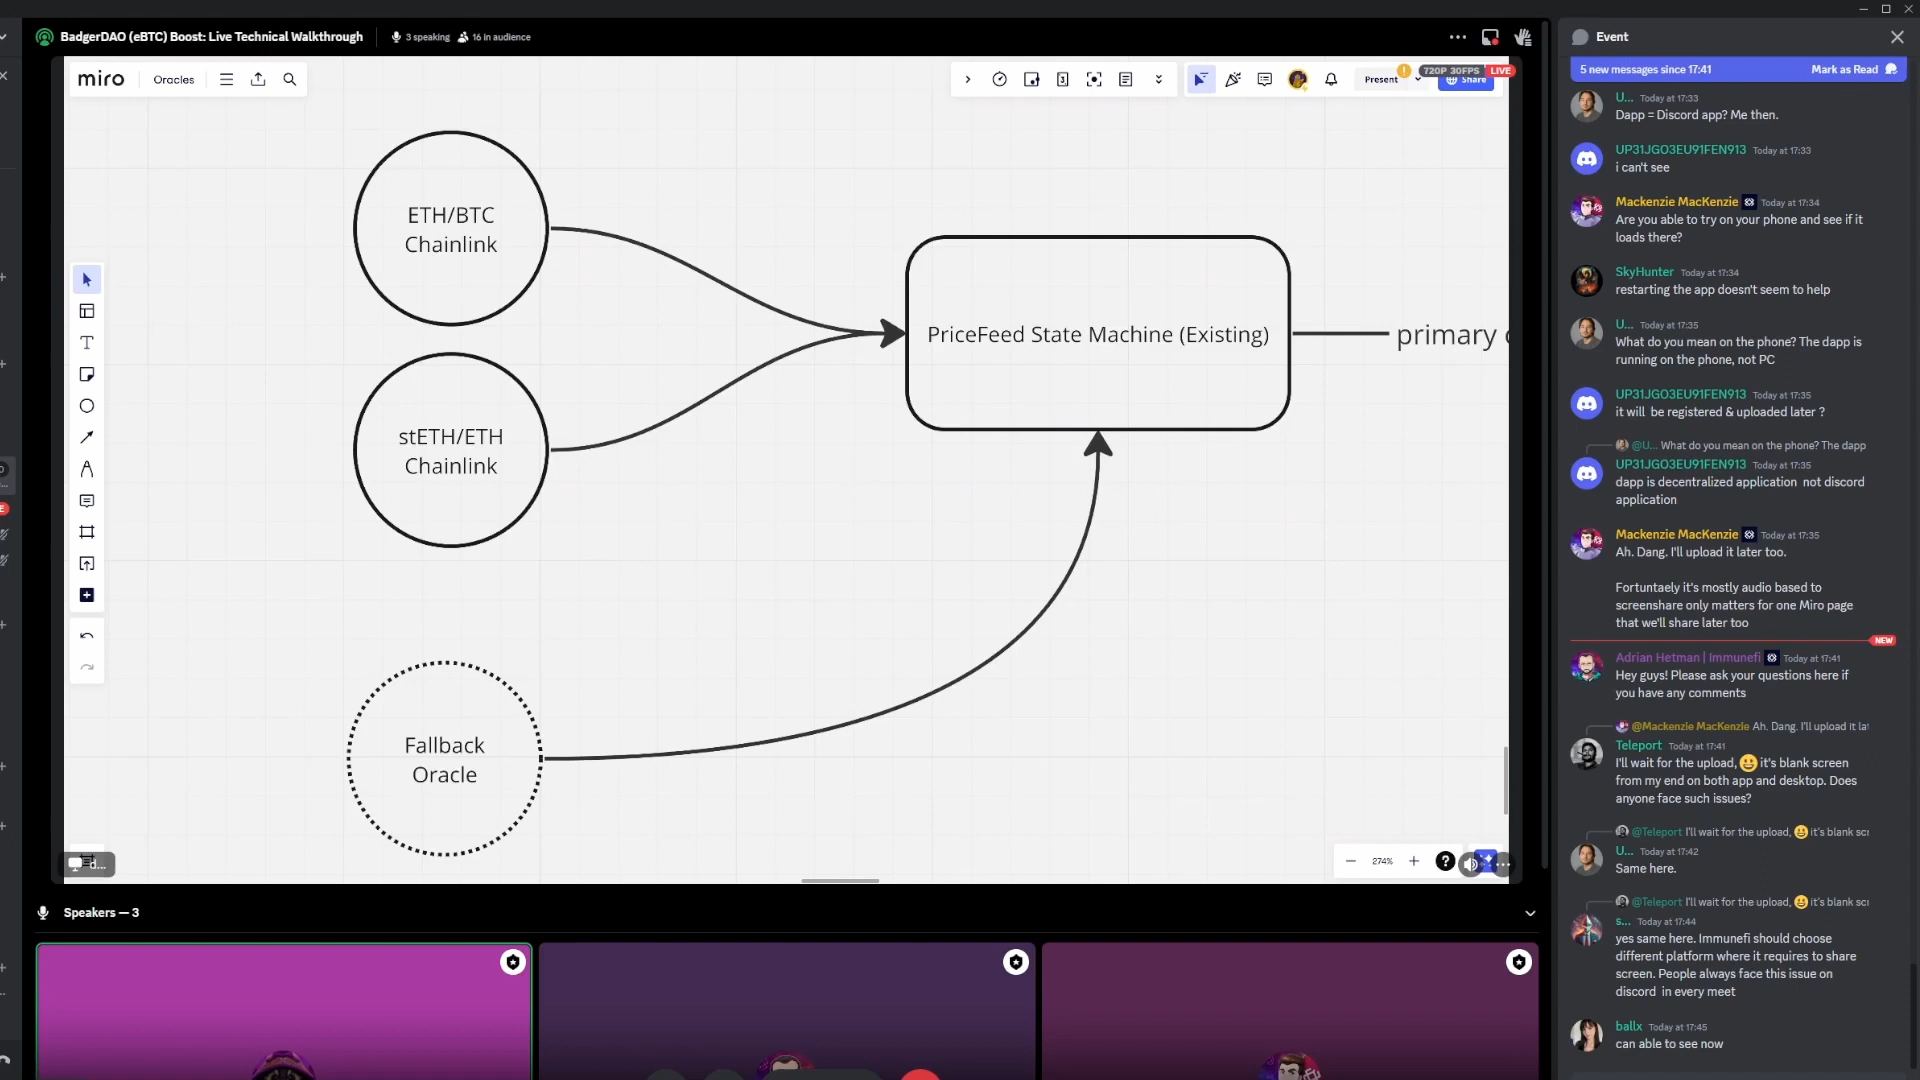 BadgerDAO (eBTC) Boost: Live Technical Walkthrough
3 speaking
16 in audience
miro
Oracles
Present
720P 30FPS
LIVE
Share
ETH/BTC
Chainlink
stETH/ETH
Chainlink
PriceFeed State Machine (Existing)
primary
Fallback
Oracle
274%
Speakers — 3
Event
5 new messages since 17:41
Mark as Read
U... Today at 17:33
Dapp = Discord app? Me then.
UP31JGO3EU91FEN913 Today at 17:33
i can't see
Mackenzie MacKenzie Today at 17:34
Are you able to try on your phone and see if it
loads there?
SkyHunter Today at 17:34
restarting the app doesn't seem to help
U... Today at 17:35
What do you mean on the phone? The dapp is
running on the phone, not PC
UP31JGO3EU91FEN913 Today at 17:35
it will be registered & uploaded later ?
@U... What do you mean on the phone? The dapp
UP31JGO3EU91FEN913 Today at 17:35
dapp is decentralized application not discord
application
Mackenzie MacKenzie Today at 17:35
Ah. Dang. I'll upload it later too.
Fortuntaely it's mostly audio based to
screenshare only matters for one Miro page
that we'll share later too
NEW
Adrian Hetman | Immunefi Today at 17:41
Hey guys! Please ask your questions here if
you have any comments
@Mackenzie MacKenzie Ah. Dang. I'll upload it lat
Teleport Today at 17:41
I'll wait for the upload, it's blank screen
from my end on both app and desktop. Does
anyone face such issues?
@Teleport I'll wait for the upload, it's blank scr
U... Today at 17:42
Same here.
@Teleport I'll wait for the upload, it's blank scr
s... Today at 17:44
yes same here. Immunefi should choose
different platform where it requires to share
screen. People always face this issue on
discord in every meet
ballx Today at 17:45
can able to see now